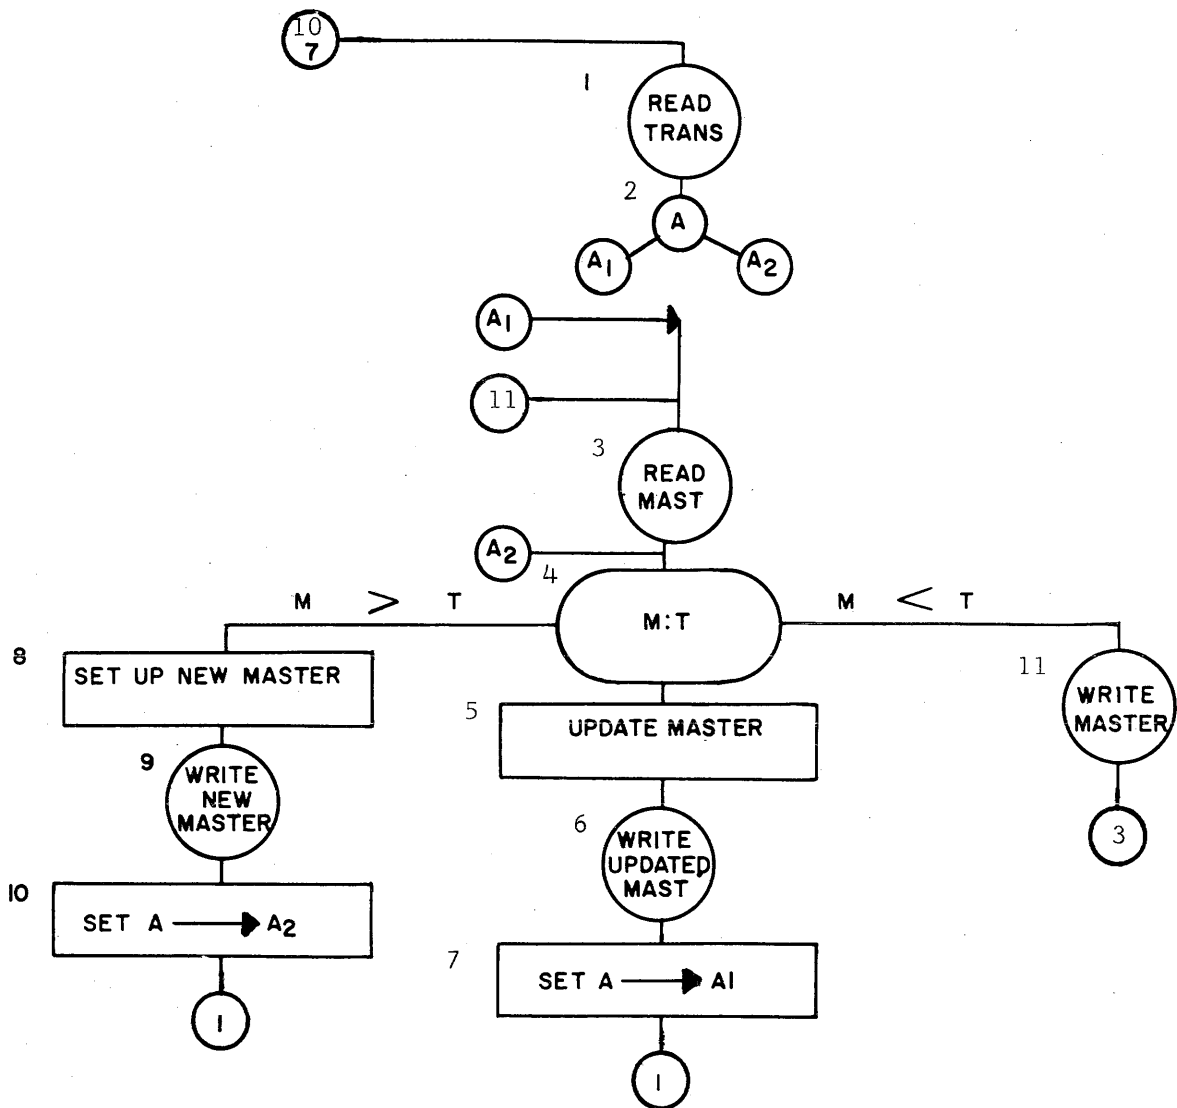 10
7
1
READ
TRANS
2
A
A1
A2
A1
11
3
READ
MAST
A2
4
M > T
M:T
M < T
8
SET UP NEW MASTER
9
WRITE
NEW
MASTER
10
SET A → A2
1
5
UPDATE MASTER
6
WRITE
UPDATED
MAST
7
SET A → A1
1
11
WRITE
MASTER
3